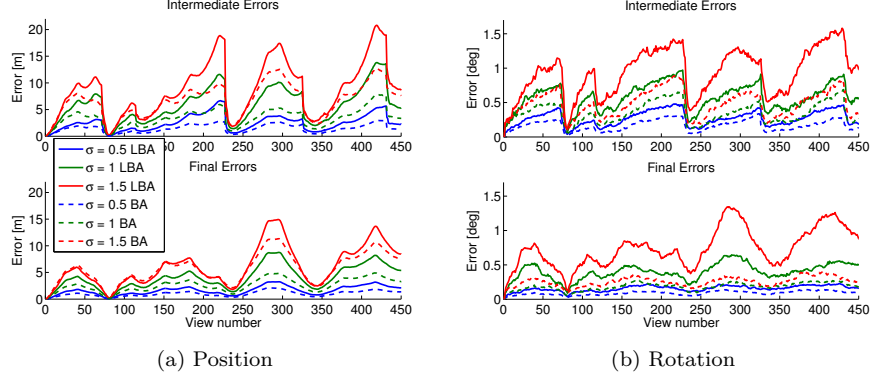 Intermediate Errors
Error [m]
20
15
10
5
0
0 50 100 150 200 250 300 350 400 450
σ = 0.5 LBA
σ = 1 LBA
σ = 1.5 LBA
σ = 0.5 BA
σ = 1 BA
σ = 1.5 BA
Final Errors
Error [m]
20
15
10
5
0
0 50 100 150 200 250 300 350 400 450
View number
(a) Position
Intermediate Errors
Error [deg]
1.5
1
0.5
0
0 50 100 150 200 250 300 350 400 450
Final Errors
Error [deg]
1.5
1
0.5
0
0 50 100 150 200 250 300 350 400 450
View number
(b) Rotation